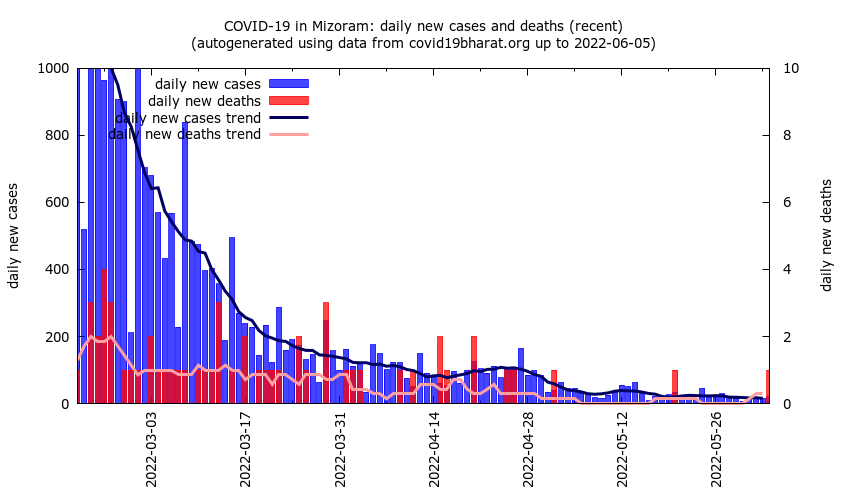 COVID-19 in Mizoram: daily new cases and deaths (recent)
(autogenerated using data from covid19bharat.org up to 2022-06-05)
daily new cases
daily new deaths
daily new cases trend
daily new deaths trend
1000
800
600
400
200
0
10
8
6
4
2
0
daily new cases
daily new deaths
2022-03-03
2022-03-17
2022-03-31
2022-04-14
2022-04-28
2022-05-12
2022-05-26